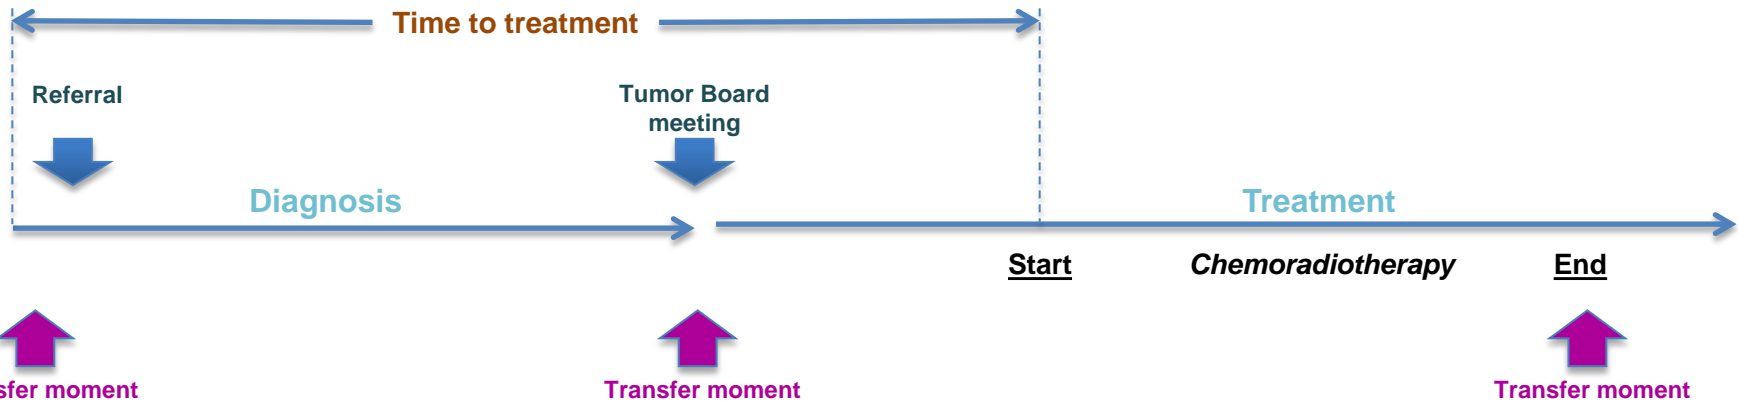 Time to treatment
Referral
Tumor Board
meeting
Diagnosis
Treatment
Start
Chemoradiotherapy
End
sfer moment
Transfer moment
Transfer moment